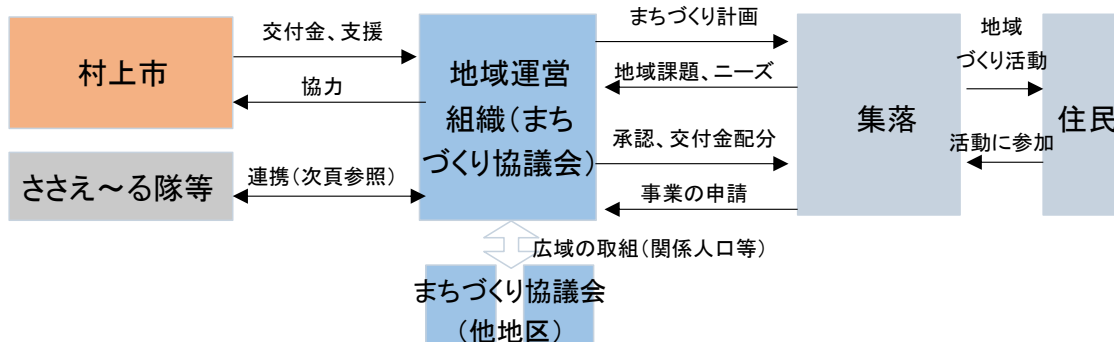 村上市
交付金、支援
協力
ささえ～る隊等
連携(次頁参照)
地域運営
組織(まち
づくり協議会)
まちづくり計画
地域課題、ニーズ
承認、交付金配分
事業の申請
集落
地域
づくり活動
活動に参加
住民
広域の取組(関係人口等)
まちづくり協議会
(他地区)